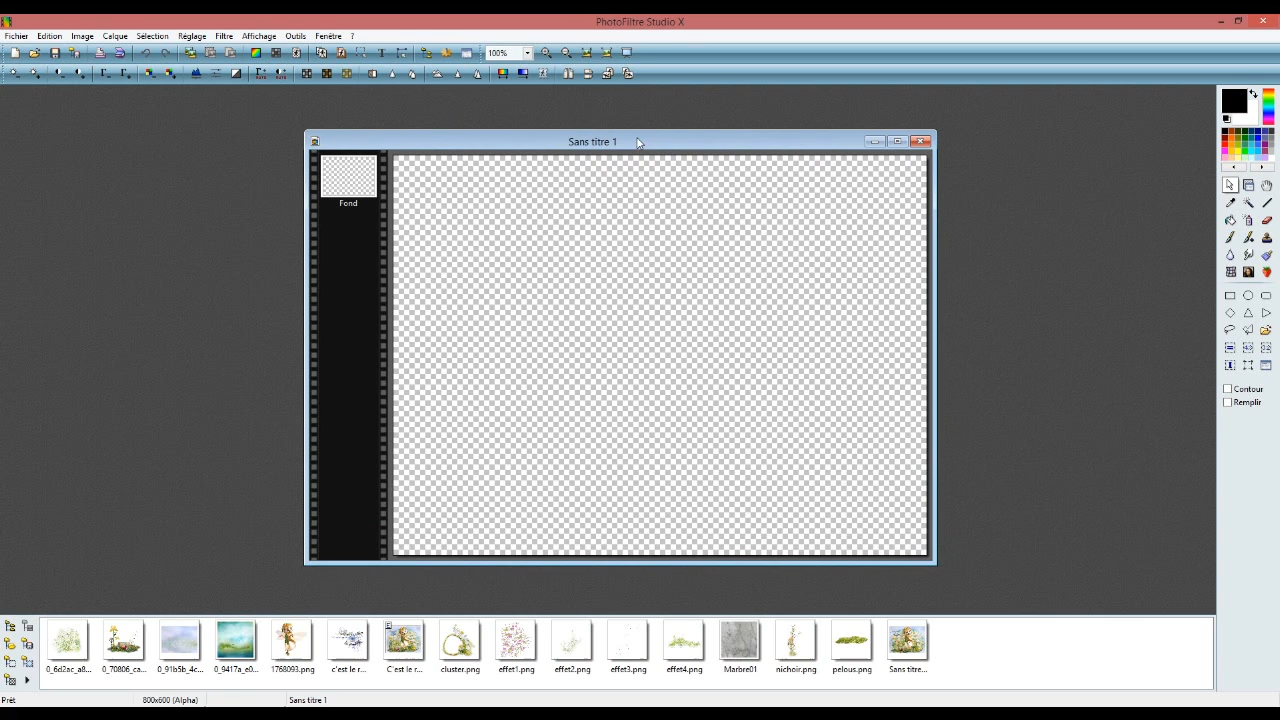 PhotoFiltre Studio X
Fichier Edition Image Calque Sélection Réglage Filtre Affichage Outils Fenêtre ?
100%
Sans titre 1
Fond
Contour
Remplir
0_6d2ac_a8... 0_70806_ca... 0_91b5b_4c... 0_9417a_e0... 1768093.png c'est le r... C'est le r... cluster.png effet1.png effet2.png effet3.png effet4.png Marbre01 nichoir.png pelous.png Sans titre...
Prêt 800x600 (Alpha) Sans titre 1